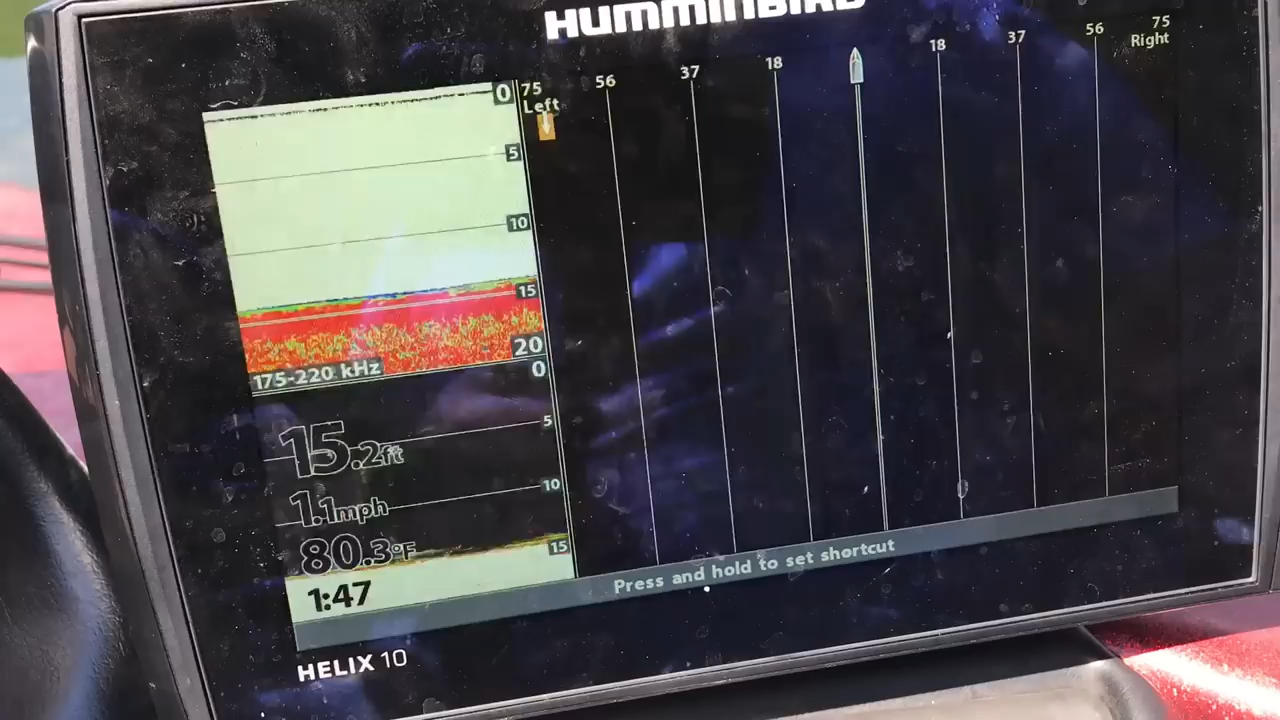 HUMMINBIRD
0
5
10
15
20
175-220 kHz
0
5
10
15
15.2ft
1.1mph
80.3°F
1:47
75
Left
56
37
18
18
37
56
75
Right
Press and hold to set shortcut
HELIX 10